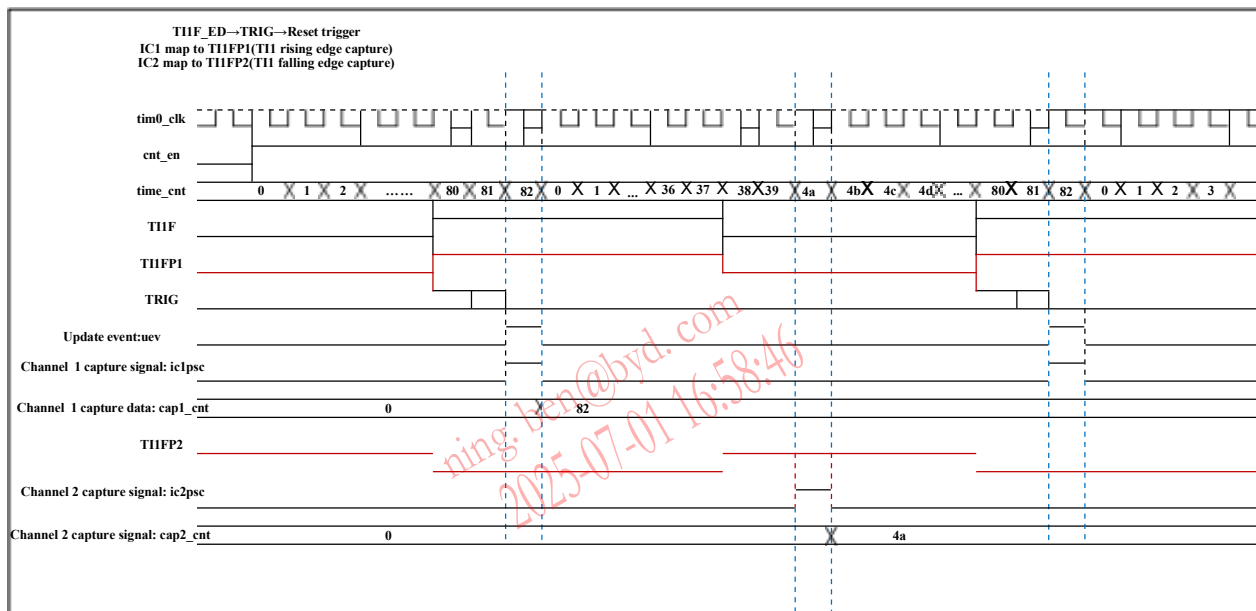 TI1F_ED→TRIG→Reset trigger
IC1 map to TI1FP1(TI1 rising edge capture)
IC2 map to TI1FP2(TI1 falling edge capture)
tim0_clk
cnt_en
time_cnt 0 1 2 …… 80 81 82 0 1 ... 36 37 38 39 4a 4b 4c 4d ... 80 81 82 0 1 2 3
TI1F
TI1FP1
TRIG
Update event:uev
Channel 1 capture signal: ic1psc
Channel 1 capture data: cap1_cnt 0 82
TI1FP2
Channel 2 capture signal: ic2psc
Channel 2 capture signal: cap2_cnt 0 4a
ning.ben@byd.com
2025-07-01 16:58:46